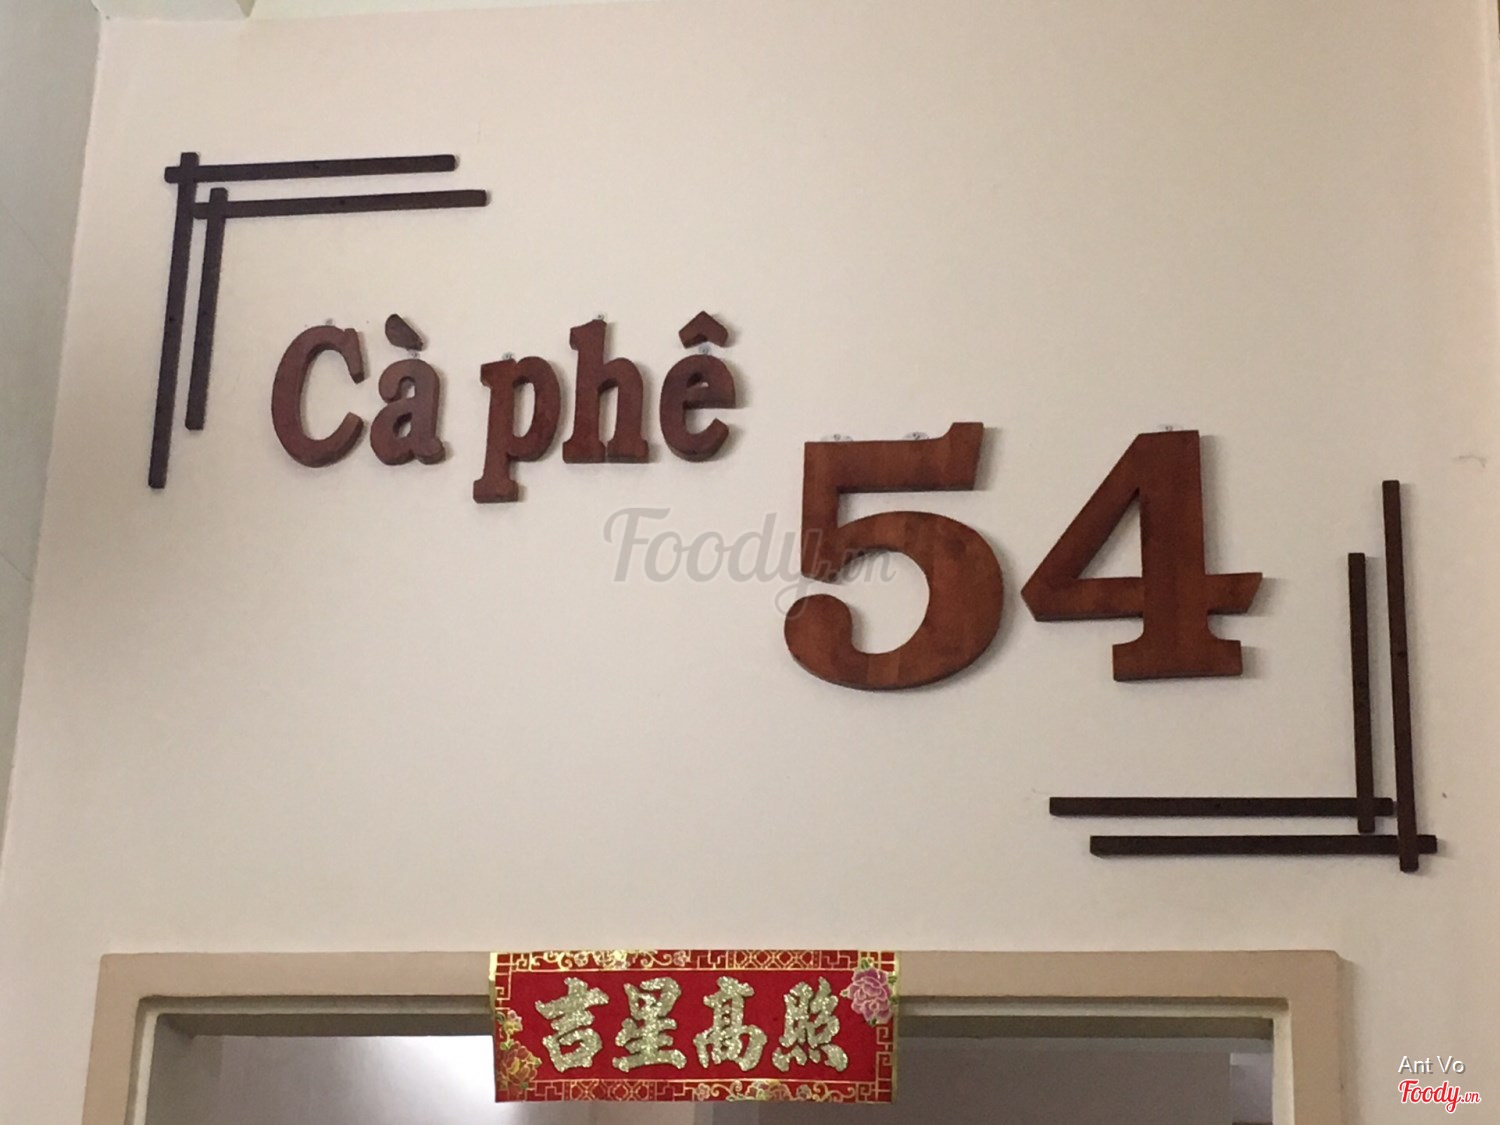 Cà phê
54
Foody.vn
吉星高照
Ant Vo
Foody.vn